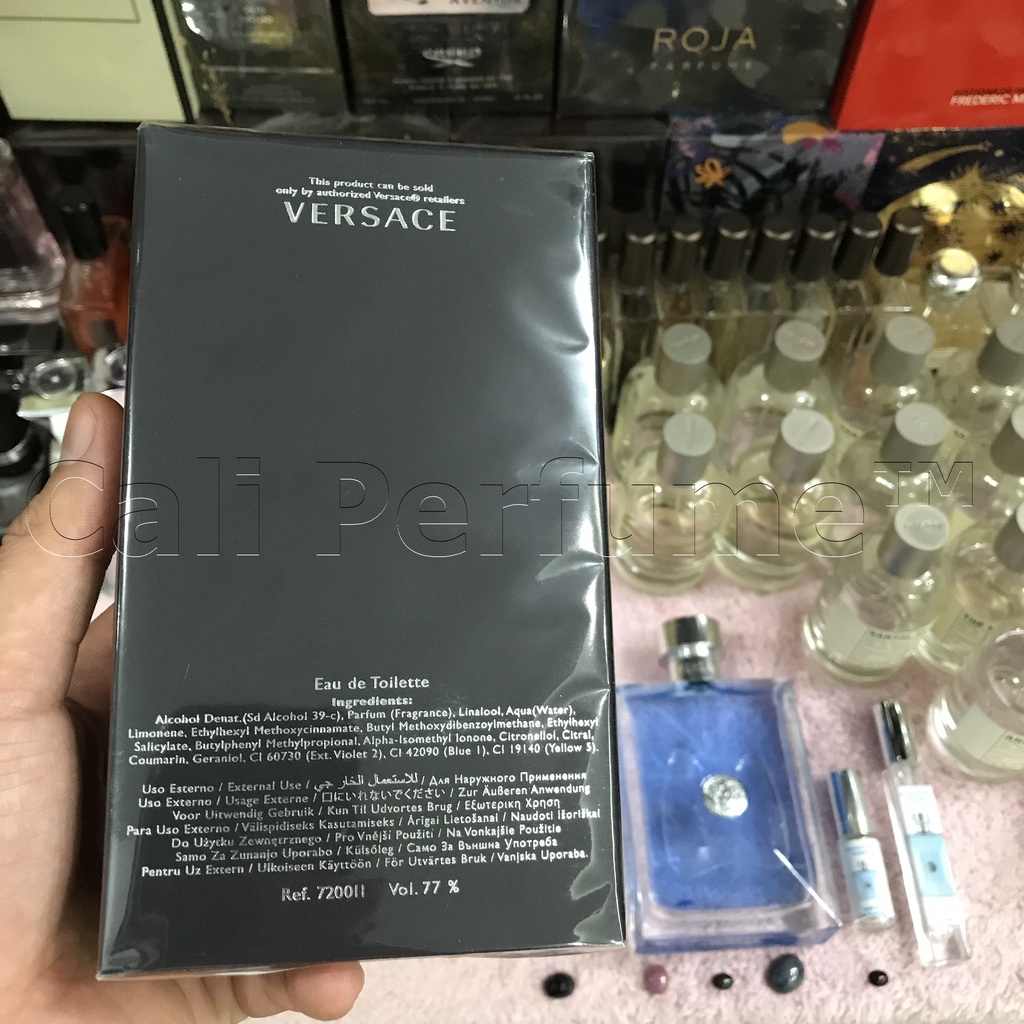 ROJA
PARFUMS
FREDERIC M
This product can be sold
only by authorized Versace® retailers
VERSACE
Cali Perfume™
Eau de Toilette
Ingredients:
Alcohol Denat.(Sd Alcohol 39-c), Parfum (Fragrance), Linalool, Aqua(Water),
Limonene, Ethylhexyl Methoxycinnamate, Butyl Methoxydibenzoylmethane, Ethylhexyl
Salicylate, Butylphenyl Methylpropional, Alpha-Isomethyl Ionone, Citronellol, Citral,
Coumarin, Geraniol, CI 60730 (Ext. Violet 2), CI 42090 (Blue 1), CI 19140 (Yellow 5).
Uso Esterno / External Use / للاستعمال الخارجي / Для Наружного Применения
Uso Externo / Usage Externe / 口にいれないでください / Zur Äußeren Anwendung
Voor Uitwendig Gebruik / Kun Til Udvortes Brug / Εξωτερικη Χρηση
Para Uso Externo / Välispidiseks Kasutamiseks / Ārīgai Lietošanai / Naudoti Išoriškai
Do Użytku Zewnętrznego / Pro Vnější Použití / Na Vonkajšie Použitie
Samo Za Zunanjo Uporabo / Külsőleg / Само За Външна Употреба
Pentru Uz Extern / Ulkoiseen Käyttöön / För Utvärtes Bruk / Vanjska Uporaba.
Ref. 720011 Vol. 77 %